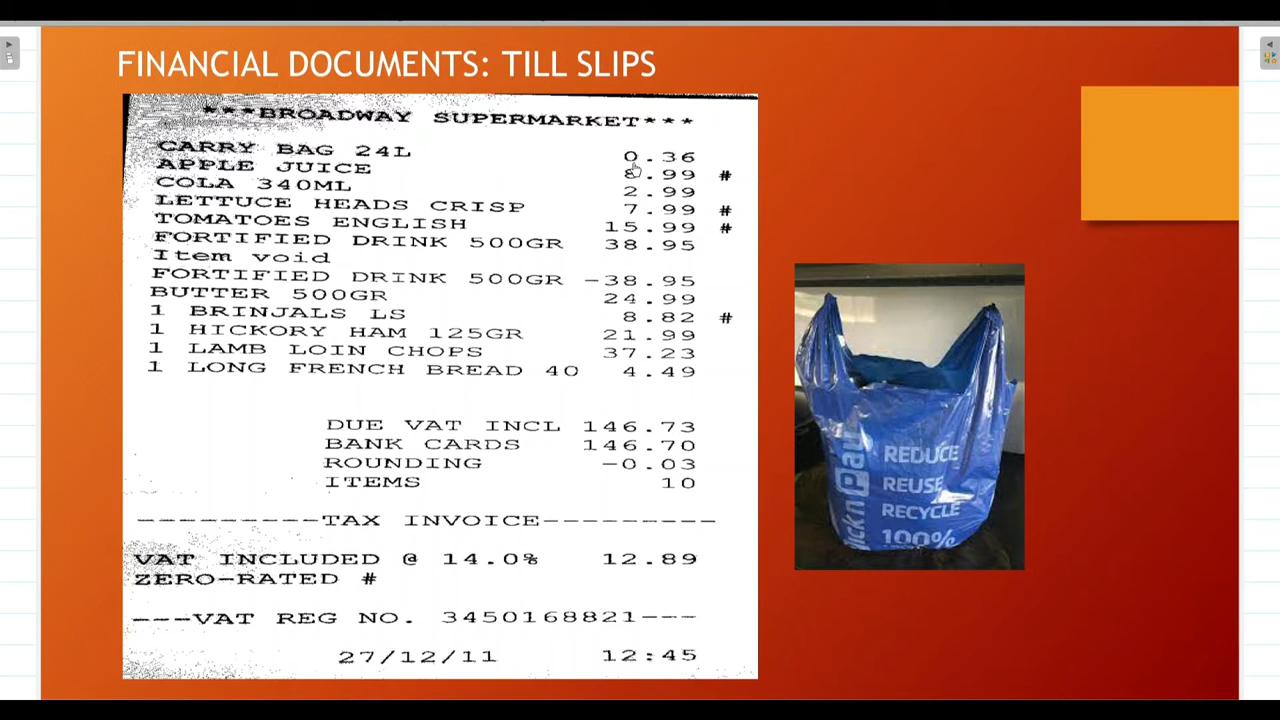 FINANCIAL DOCUMENTS: TILL SLIPS
***BROADWAY SUPERMARKET***
CARRY BAG 24L 0.36
APPLE JUICE .99 #
COLA 340ML 2.99
LETTUCE HEADS CRISP 7.99 #
TOMATOES ENGLISH 15.99 #
FORTIFIED DRINK 500GR 38.95
Item void
FORTIFIED DRINK 500GR -38.95
BUTTER 500GR 24.99
1 BRINJALS LS 8.82 #
1 HICKORY HAM 125GR 21.99
1 LAMB LOIN CHOPS 37.23
1 LONG FRENCH BREAD 40 4.49
DUE VAT INCL 146.73
BANK CARDS 146.70
ROUNDING -0.03
ITEMS 10
---------TAX INVOICE---------
VAT INCLUDED @ 14.0% 12.89
ZERO-RATED #
---VAT REG NO. 3450168821---
27/12/11 12:45
REDUCE
REUSE
RECYCLE
100%